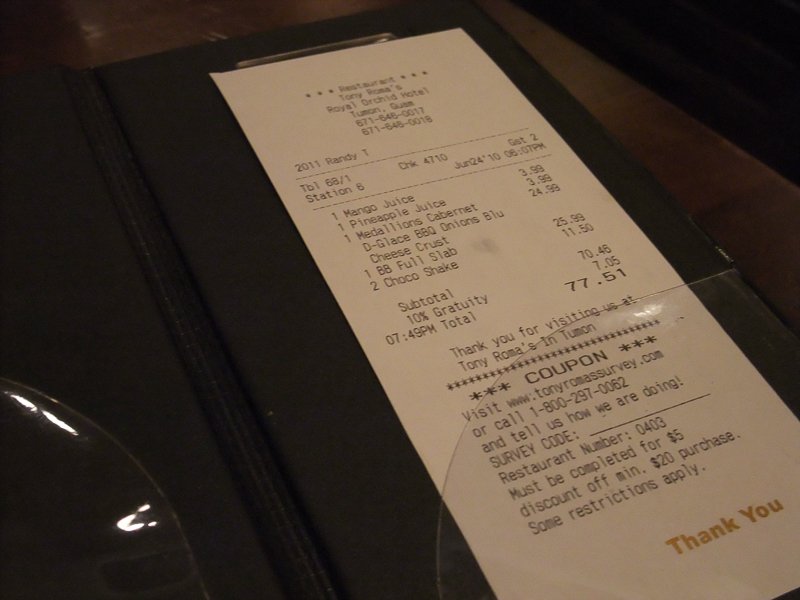 *** Restaurant ***
Tony Roma's
Royal Orchid Hotel
Tumon, Guam
671-646-0017
671-646-0018
2011 Randy T
Tbl 68/1 Chk 4710 Gst 2
Station 6 Jun24'10 06:07PM
1 Mango Juice 3.99
1 Pineapple Juice 3.99
1 Medallions Cabernet 24.99
D-Glace BBQ Onions Blu
Cheese Crust
1 BB Full Slab 25.99
2 Choco Shake 11.50
Subtotal 70.46
10% Gratuity 7.05
07:49PM Total 77.51
Thank you for visiting us at
Tony Roma's In Tumon
*** COUPON ***
Visit www.tonyromassurvey.com
or call 1-800-297-0062
and tell us how we are doing!
SURVEY CODE:
Restaurant Number: 0403
Must be completed for $5
discount off min. $20 purchase.
Some restrictions apply.
Thank You